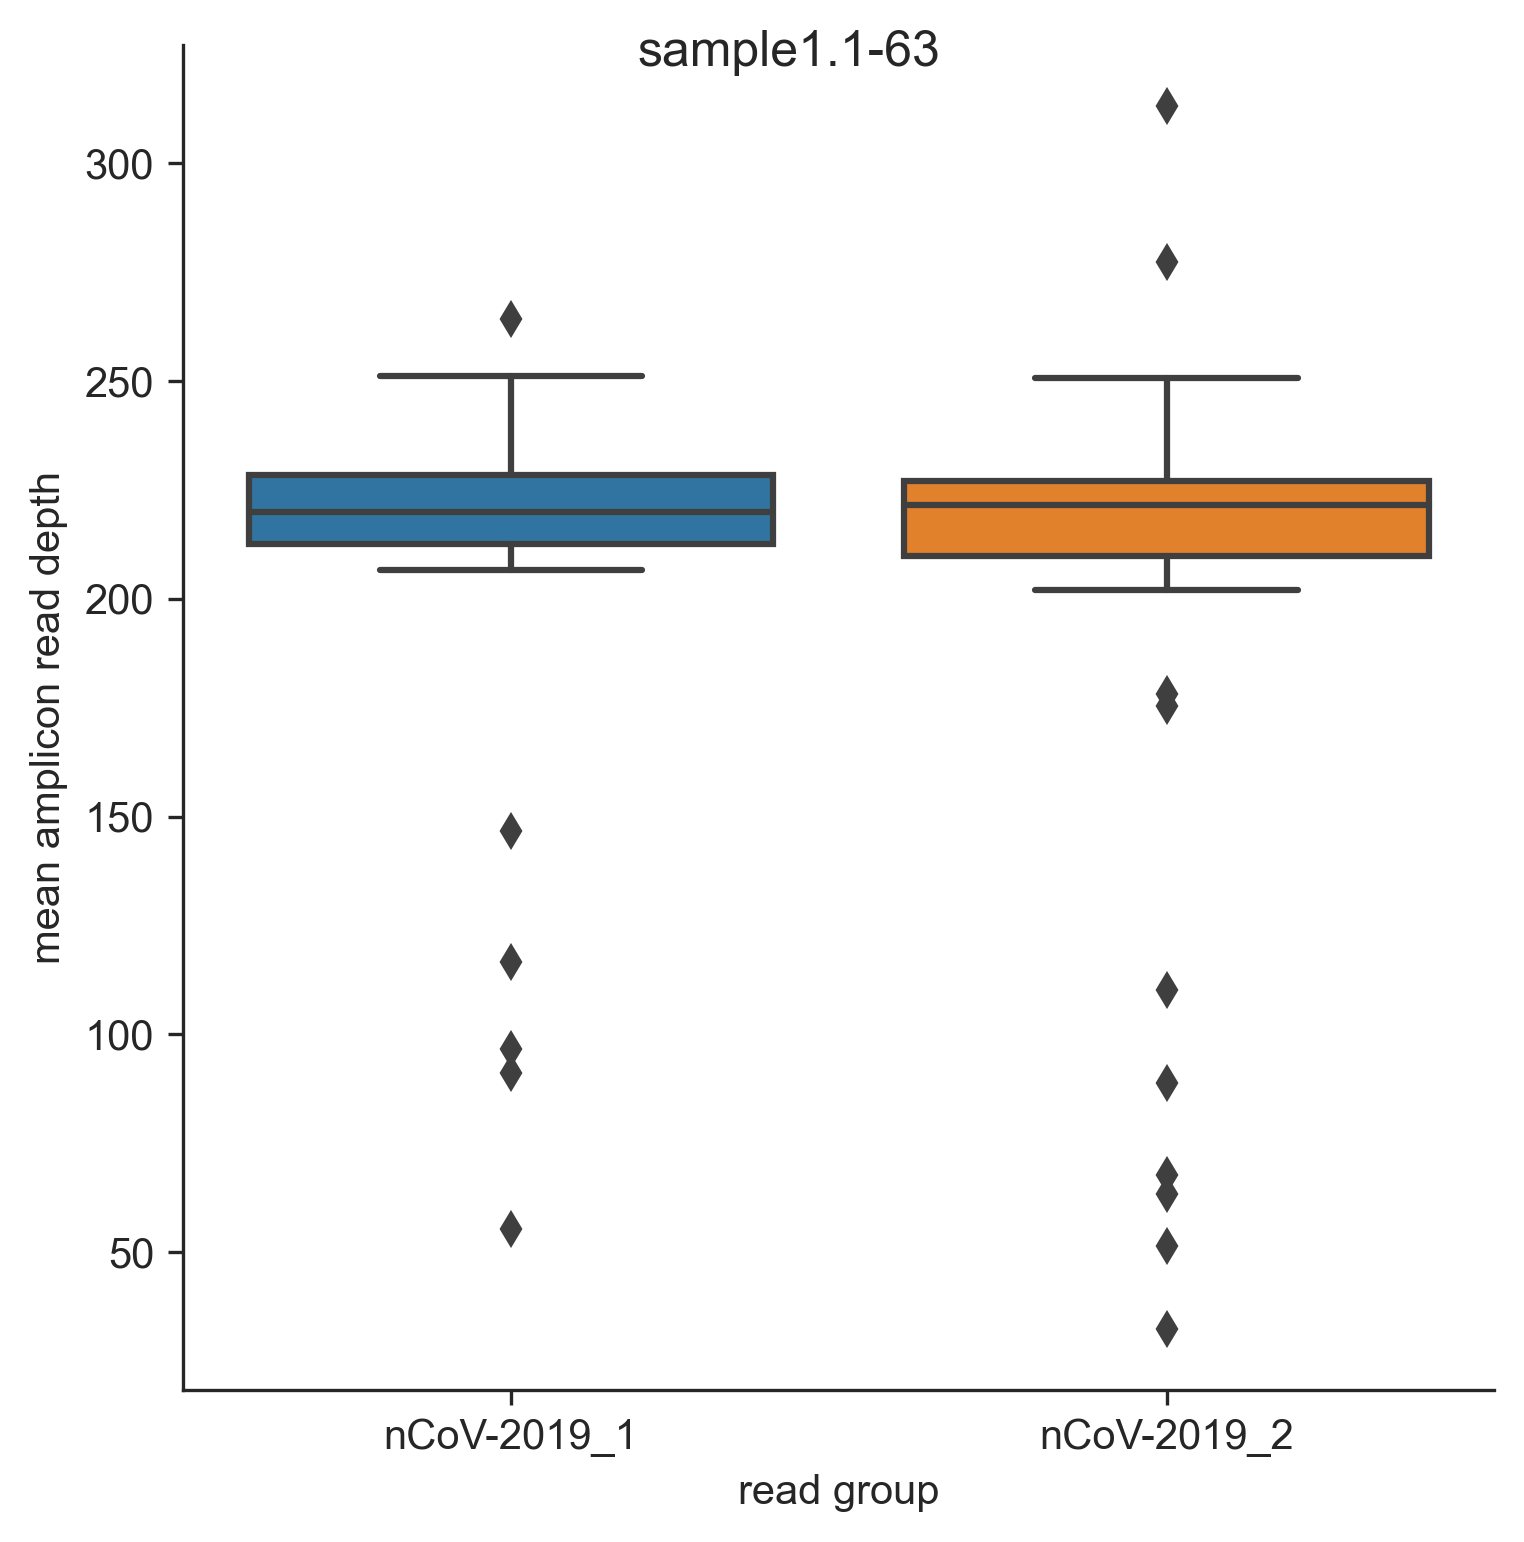 sample1.1-63
mean amplicon read depth
300
250
200
150
100
50
nCoV-2019_1
nCoV-2019_2
read group